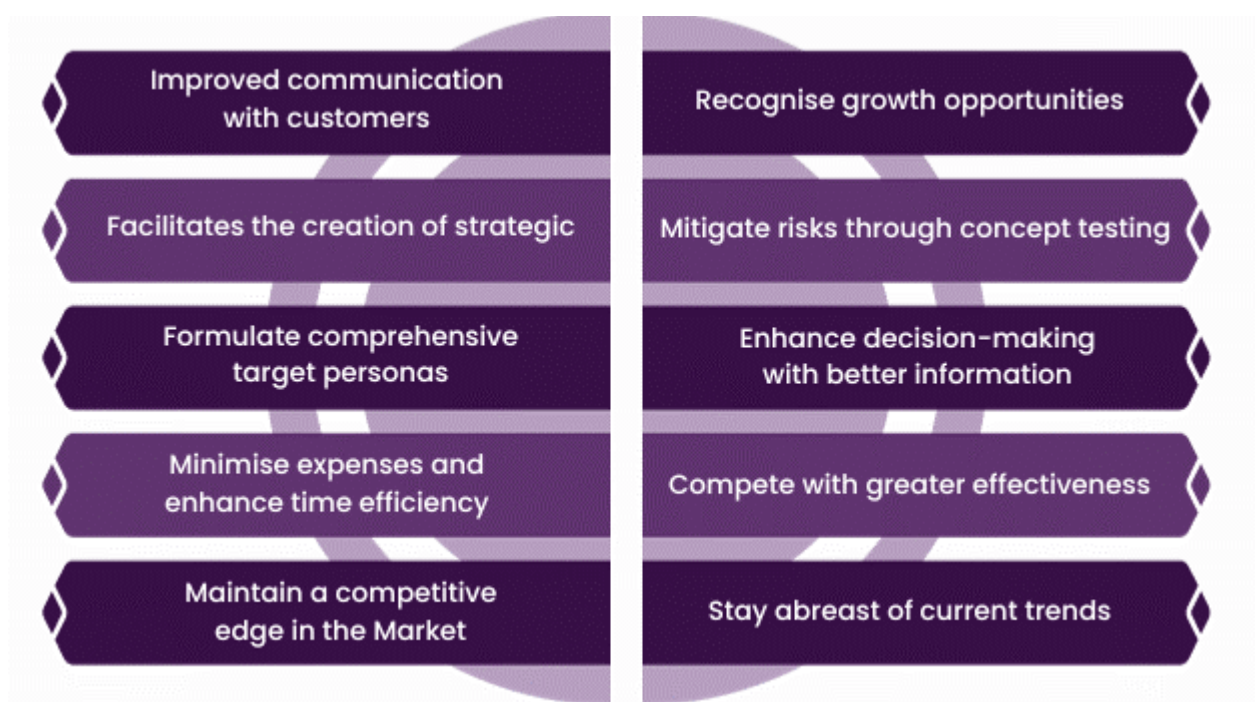 Improved communication
with customers
Facilitates the creation of strategic
Formulate comprehensive
target personas
Minimise expenses and
enhance time efficiency
Maintain a competitive
edge in the Market
Recognise growth opportunities
Mitigate risks through concept testing
Enhance decision-making
with better information
Compete with greater effectiveness
Stay abreast of current trends